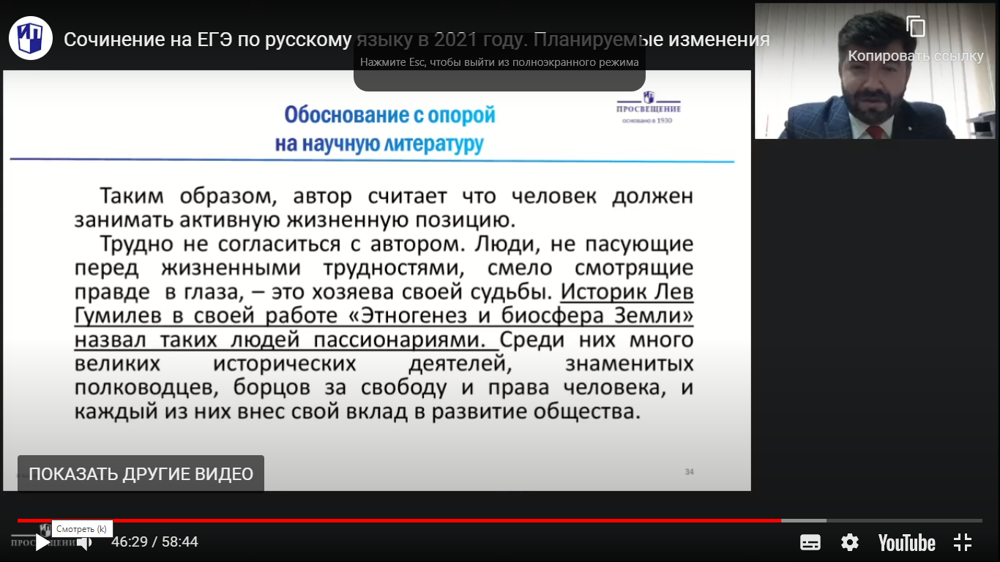 Сочинение на ЕГЭ по русскому языку в 2021 году. Планируемые изменения
Нажмите Esc, чтобы выйти из полноэкранного режима
Копировать ссылку
Обоснование с опорой
на научную литературу
ПРОСВЕЩЕНИЕ
основано в 1930
Таким образом, автор считает что человек должен
занимать активную жизненную позицию.
Трудно не согласиться с автором. Люди, не пасующие
перед жизненными трудностями, смело смотрящие
правде в глаза, – это хозяева своей судьбы. Историк Лев
Гумилев в своей работе «Этногенез и биосфера Земли»
назвал таких людей пассионариями. Среди них много
великих исторических деятелей, знаменитых
полководцев, борцов за свободу и права человека, и
каждый из них внес свой вклад в развитие общества.
ПОКАЗАТЬ ДРУГИЕ ВИДЕО
34
Смотреть (k)
46:29 / 58:44
YouTube